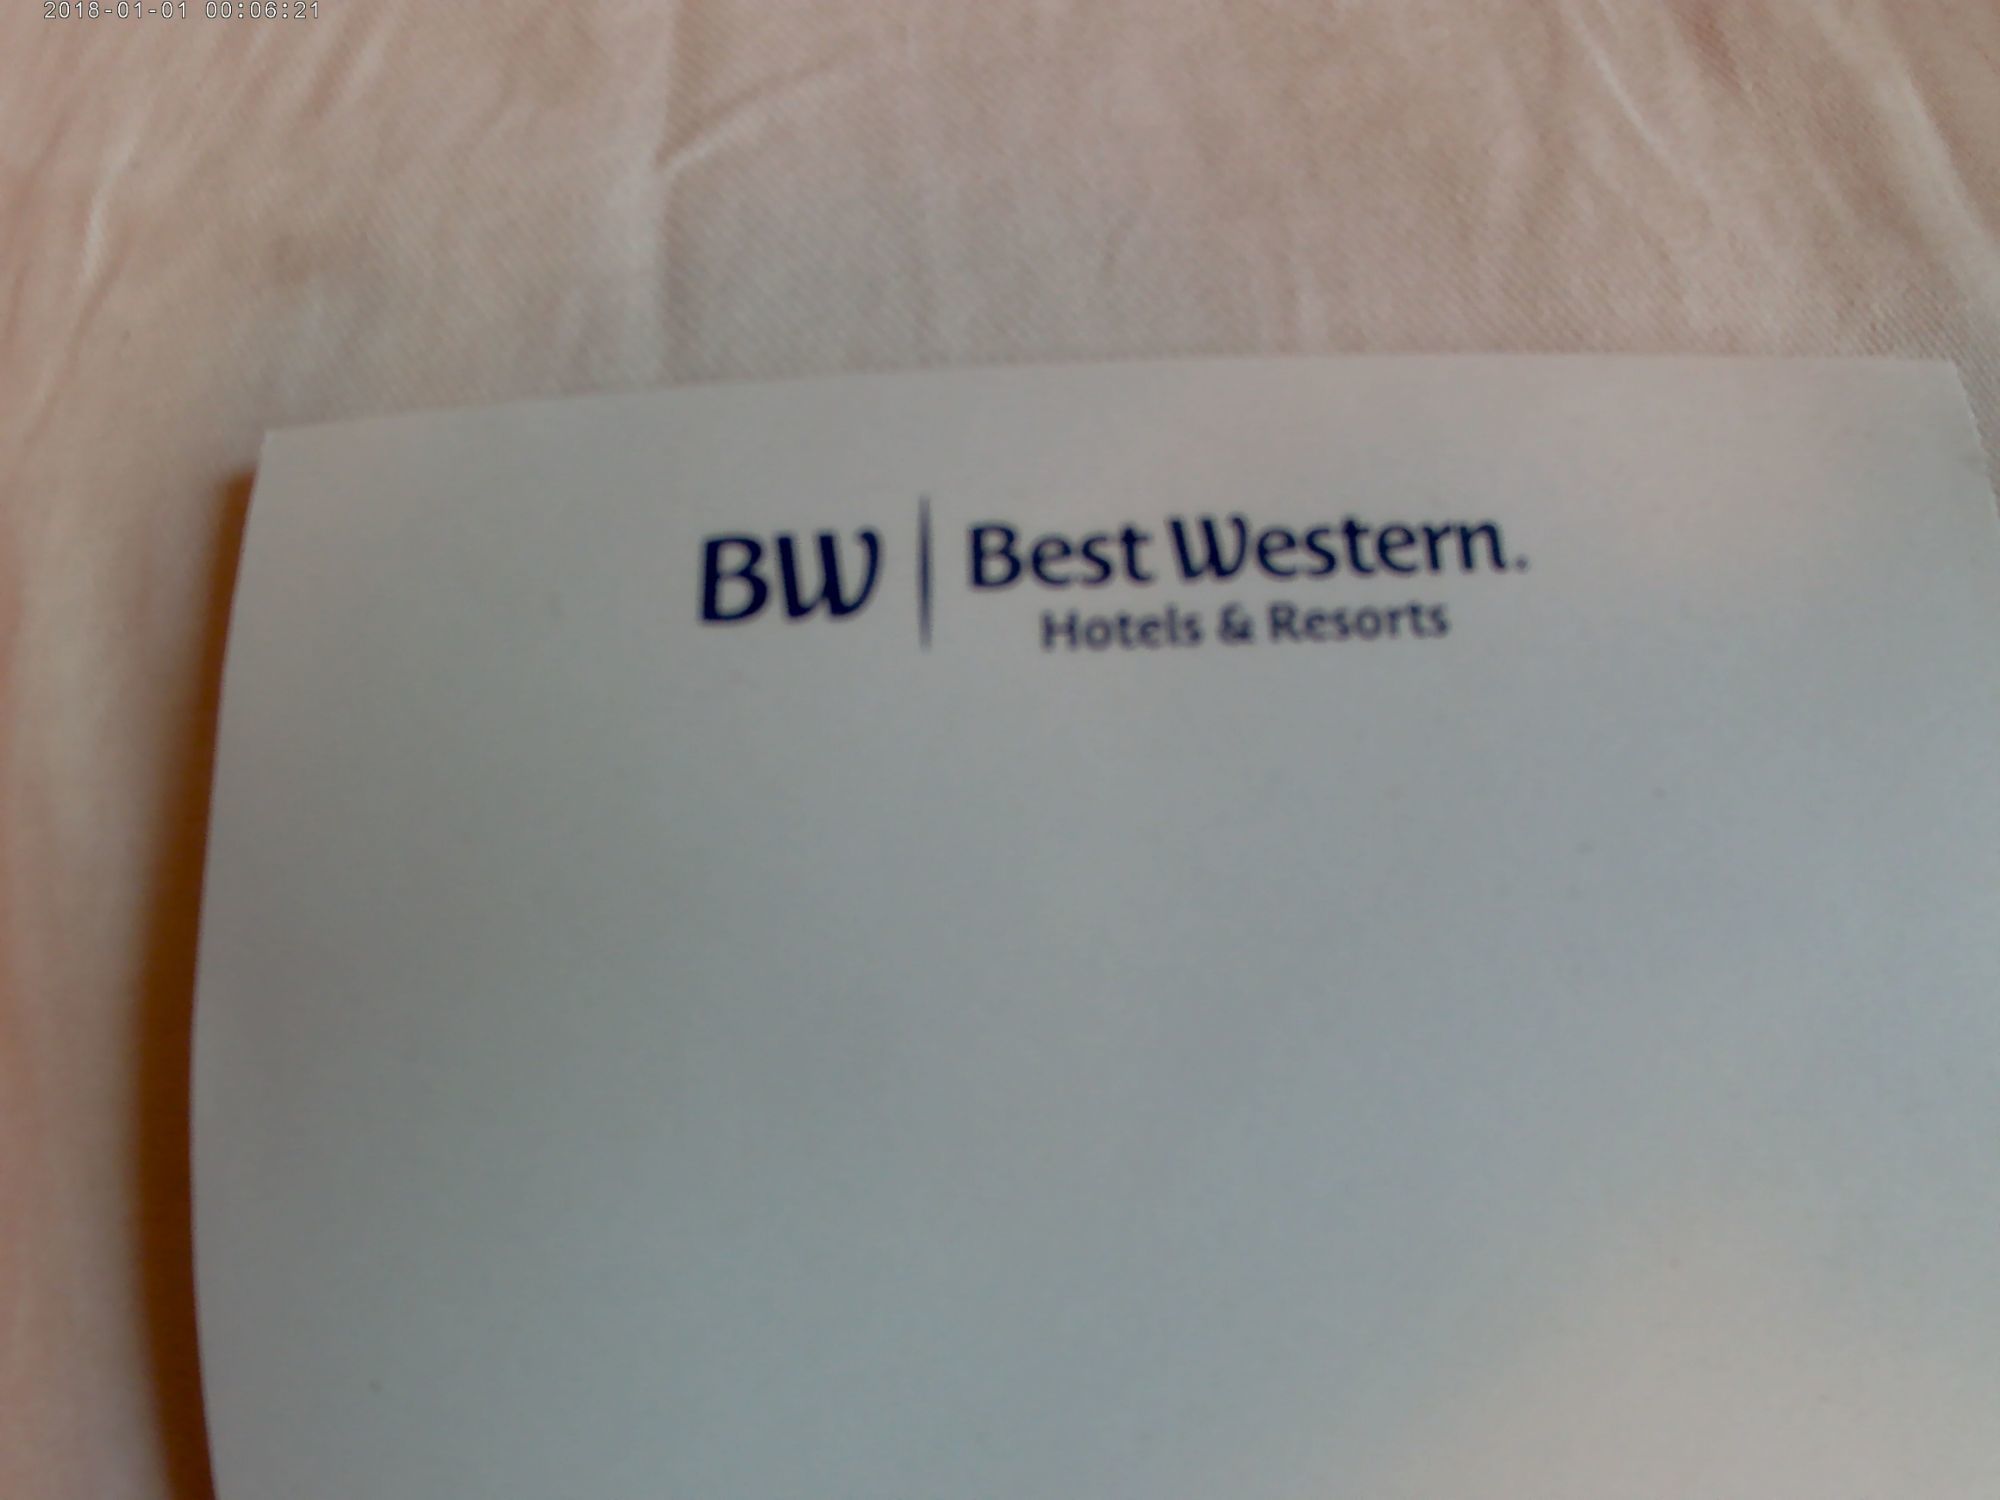 2018-01-01 00:06:21
BW | Best Western.
Hotels & Resorts